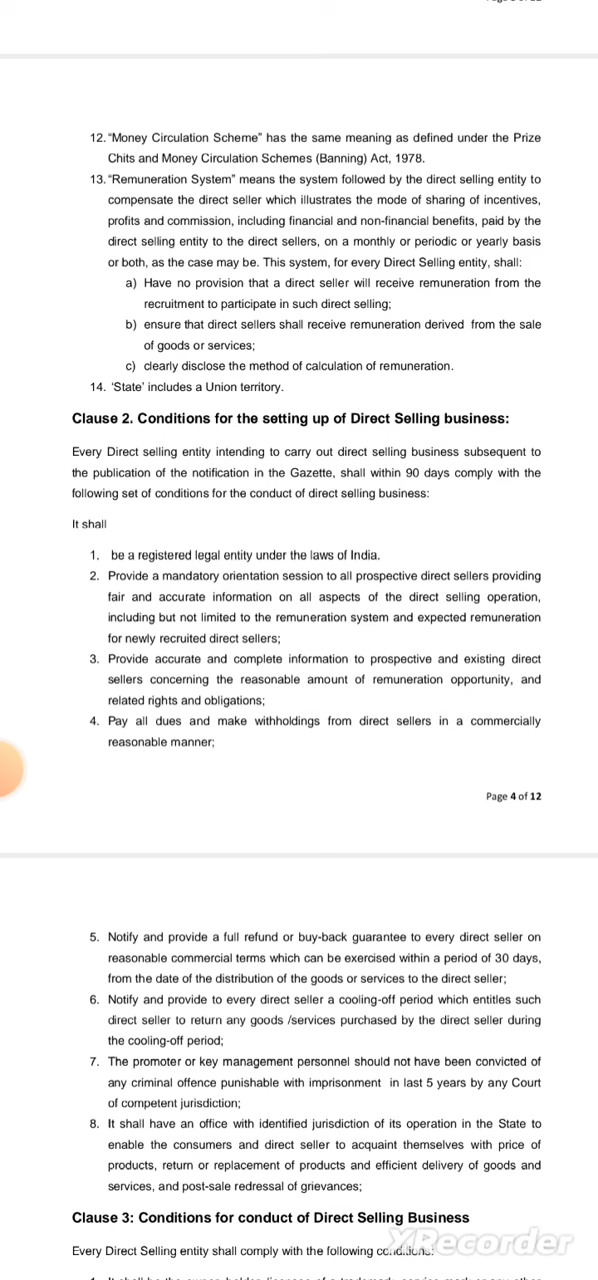 12. “Money Circulation Scheme” has the same meaning as defined under the Prize
Chits and Money Circulation Schemes (Banning) Act, 1978.
13. “Remuneration System” means the system followed by the direct selling entity to
compensate the direct seller which illustrates the mode of sharing of incentives,
profits and commission, including financial and non-financial benefits, paid by the
direct selling entity to the direct sellers, on a monthly or periodic or yearly basis
or both, as the case may be. This system, for every Direct Selling entity, shall:
a) Have no provision that a direct seller will receive remuneration from the
recruitment to participate in such direct selling;
b) ensure that direct sellers shall receive remuneration derived from the sale
of goods or services;
c) clearly disclose the method of calculation of remuneration.
14. ‘State’ includes a Union territory.
Clause 2. Conditions for the setting up of Direct Selling business:
Every Direct selling entity intending to carry out direct selling business subsequent to
the publication of the notification in the Gazette, shall within 90 days comply with the
following set of conditions for the conduct of direct selling business:
It shall
1. be a registered legal entity under the laws of India.
2. Provide a mandatory orientation session to all prospective direct sellers providing
fair and accurate information on all aspects of the direct selling operation,
including but not limited to the remuneration system and expected remuneration
for newly recruited direct sellers;
3. Provide accurate and complete information to prospective and existing direct
sellers concerning the reasonable amount of remuneration opportunity, and
related rights and obligations;
4. Pay all dues and make withholdings from direct sellers in a commercially
reasonable manner;
Page 4 of 12
5. Notify and provide a full refund or buy-back guarantee to every direct seller on
reasonable commercial terms which can be exercised within a period of 30 days,
from the date of the distribution of the goods or services to the direct seller;
6. Notify and provide to every direct seller a cooling-off period which entitles such
direct seller to return any goods /services purchased by the direct seller during
the cooling-off period;
7. The promoter or key management personnel should not have been convicted of
any criminal offence punishable with imprisonment in last 5 years by any Court
of competent jurisdiction;
8. It shall have an office with identified jurisdiction of its operation in the State to
enable the consumers and direct seller to acquaint themselves with price of
products, return or replacement of products and efficient delivery of goods and
services, and post-sale redressal of grievances;
Clause 3: Conditions for conduct of Direct Selling Business
Every Direct Selling entity shall comply with the following conditions:
XRecorder